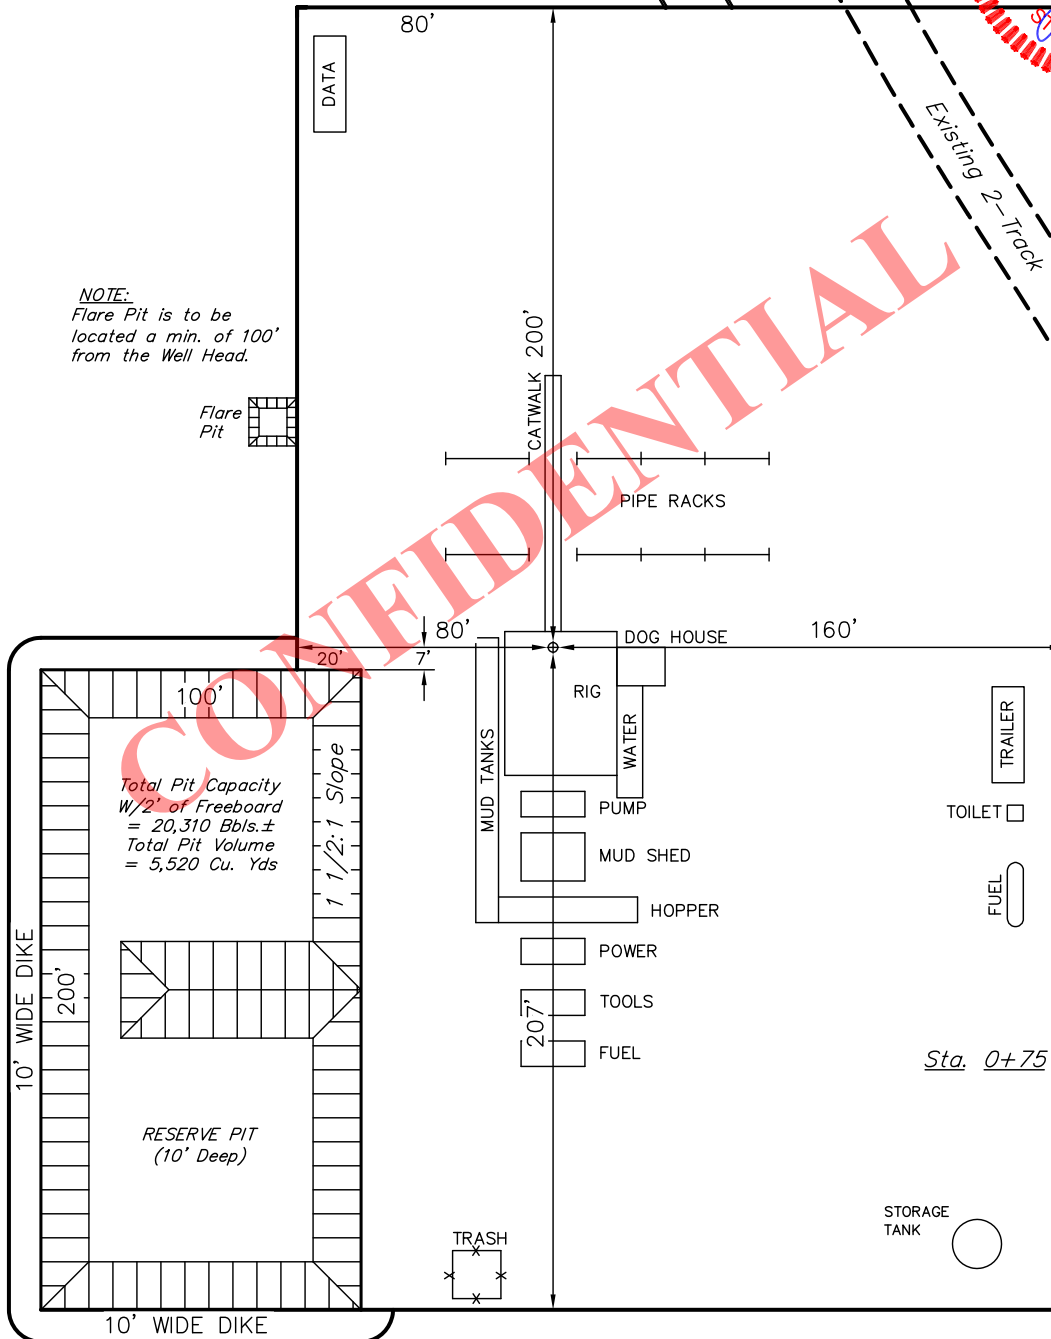 80'
DATA
Existing 2-Track
NOTE:
Flare Pit is to be
located a min. of 100'
from the Well Head.
Flare
Pit
CATWALK
200'
PIPE RACKS
CONFIDENTIAL
80'
DOG HOUSE
160'
20'
7'
100'
RIG
WATER
MUD TANKS
TRAILER
Total Pit Capacity
W/2' of Freeboard
= 20,310 Bbls.±
Total Pit Volume
= 5,520 Cu. Yds
1 1/2:1 Slope
PUMP
TOILET
MUD SHED
FUEL
HOPPER
POWER
10' WIDE DIKE
200'
TOOLS
207'
FUEL
Sta. 0+75
RESERVE PIT
(10' Deep)
STORAGE
TANK
TRASH
10' WIDE DIKE